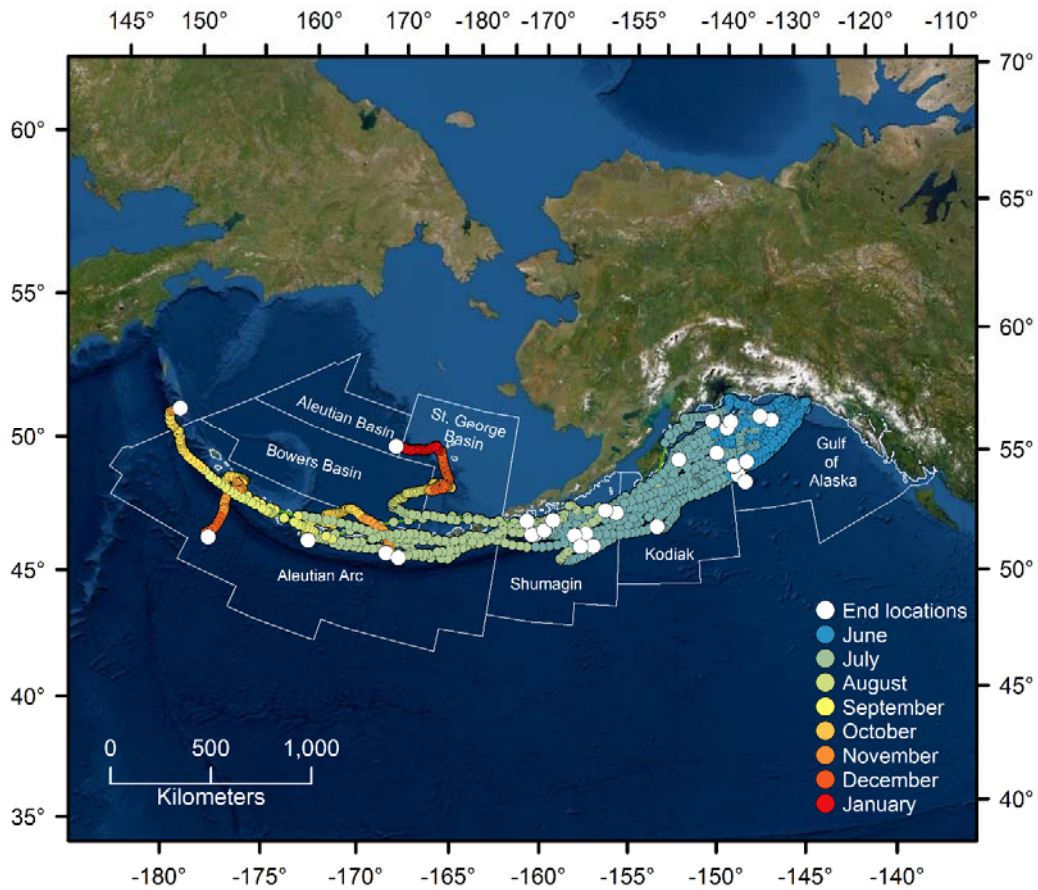 145° 150° 160° 170° -180° -170° -155° -140° -130° -120° -110°
70°
60°
65°
55°
60°
50°
55°
45°
50°
40°
45°
35°
40°
-180° -175° -170° -165° -160° -155° -150° -145° -140°
Aleutian Basin
St. George
Basin
Bowers Basin
Gulf
of
Alaska
Aleutian Arc
Shumagin
Kodiak
0 500 1,000
Kilometers
End locations
June
July
August
September
October
November
December
January